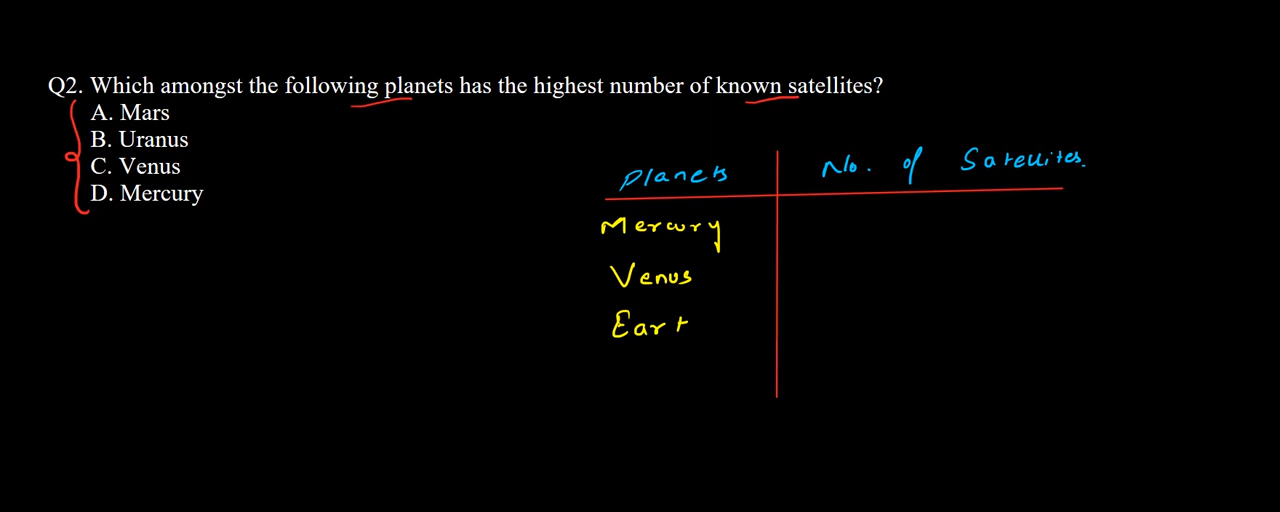 Q2. Which amongst the following planets has the highest number of known satellites?
A. Mars
B. Uranus
C. Venus
D. Mercury
Planets No. of Satellites.
Mercury
Venus
Eart